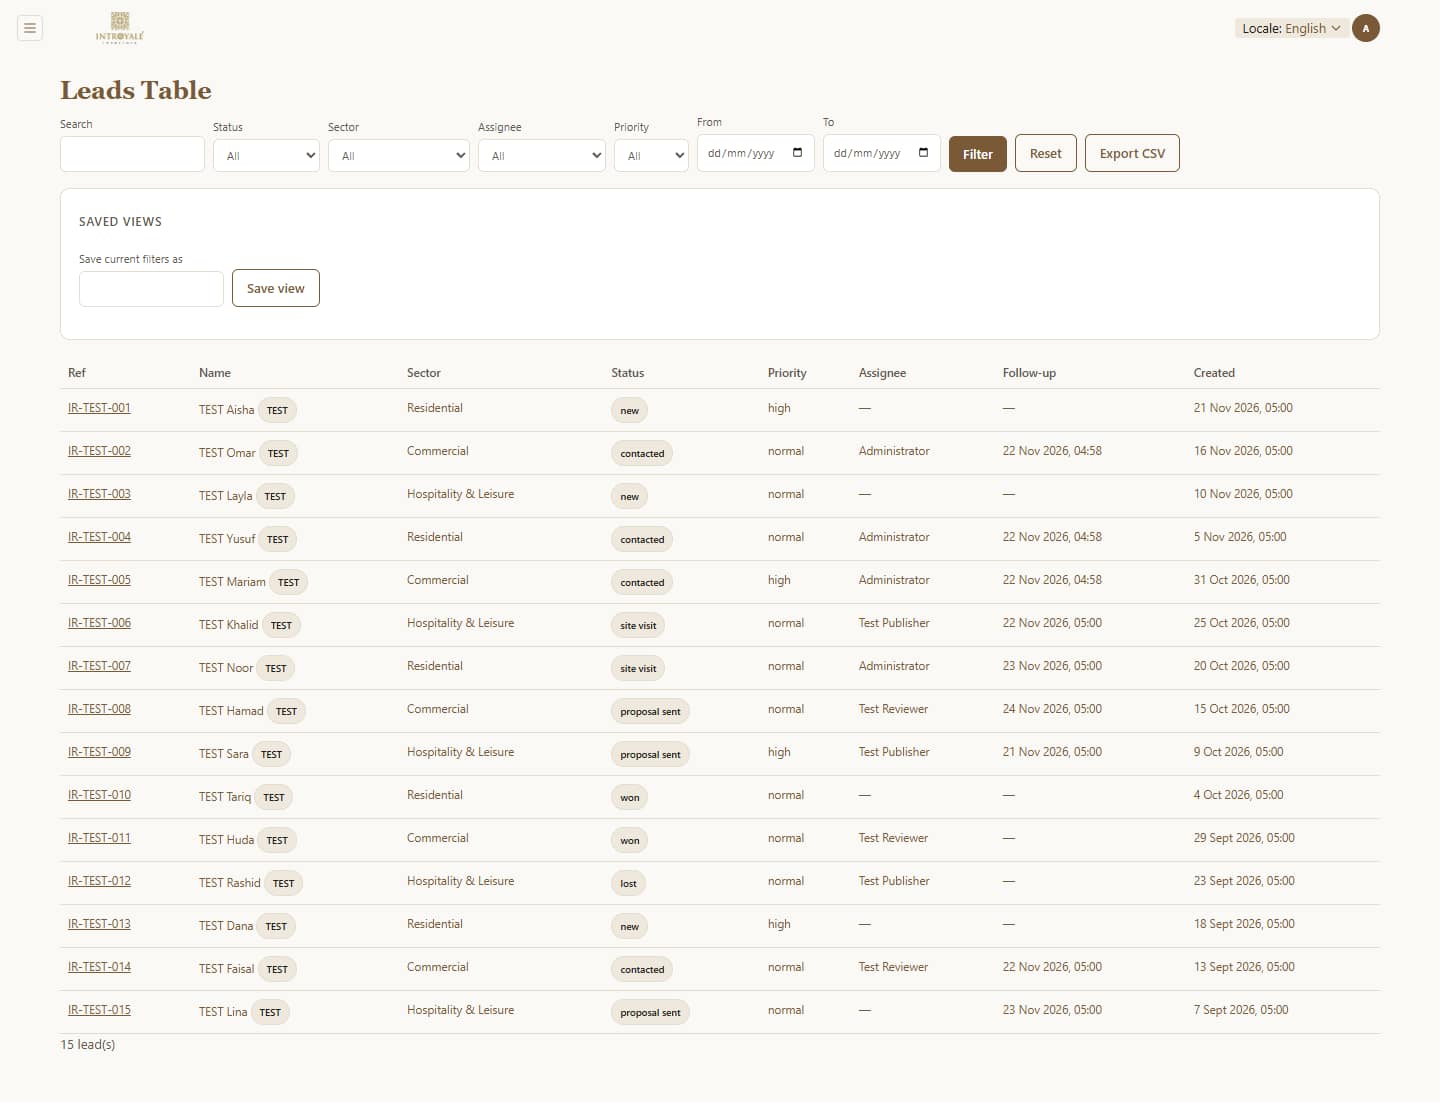 INTROYALE
Locale: English
A
Leads Table
Search
Status
Sector
Assignee
Priority
From
To
All
All
All
All
dd/mm/yyyy
dd/mm/yyyy
Filter
Reset
Export CSV
SAVED VIEWS
Save current filters as
Save view
Ref Name Sector Status Priority Assignee Follow-up Created
IR-TEST-001 TEST Aisha TEST Residential new high — — 21 Nov 2026, 05:00
IR-TEST-002 TEST Omar TEST Commercial contacted normal Administrator 22 Nov 2026, 04:58 16 Nov 2026, 05:00
IR-TEST-003 TEST Layla TEST Hospitality & Leisure new normal — — 10 Nov 2026, 05:00
IR-TEST-004 TEST Yusuf TEST Residential contacted normal Administrator 22 Nov 2026, 04:58 5 Nov 2026, 05:00
IR-TEST-005 TEST Mariam TEST Commercial contacted high Administrator 22 Nov 2026, 04:58 31 Oct 2026, 05:00
IR-TEST-006 TEST Khalid TEST Hospitality & Leisure site visit normal Test Publisher 22 Nov 2026, 05:00 25 Oct 2026, 05:00
IR-TEST-007 TEST Noor TEST Residential site visit normal Administrator 23 Nov 2026, 05:00 20 Oct 2026, 05:00
IR-TEST-008 TEST Hamad TEST Commercial proposal sent normal Test Reviewer 24 Nov 2026, 05:00 15 Oct 2026, 05:00
IR-TEST-009 TEST Sara TEST Hospitality & Leisure proposal sent high Test Publisher 21 Nov 2026, 05:00 9 Oct 2026, 05:00
IR-TEST-010 TEST Tariq TEST Residential won normal — — 4 Oct 2026, 05:00
IR-TEST-011 TEST Huda TEST Commercial won normal Test Reviewer — 29 Sept 2026, 05:00
IR-TEST-012 TEST Rashid TEST Hospitality & Leisure lost normal Test Publisher — 23 Sept 2026, 05:00
IR-TEST-013 TEST Dana TEST Residential new high — — 18 Sept 2026, 05:00
IR-TEST-014 TEST Faisal TEST Commercial contacted normal Test Reviewer 22 Nov 2026, 05:00 13 Sept 2026, 05:00
IR-TEST-015 TEST Lina TEST Hospitality & Leisure proposal sent normal — 23 Nov 2026, 05:00 7 Sept 2026, 05:00
15 lead(s)